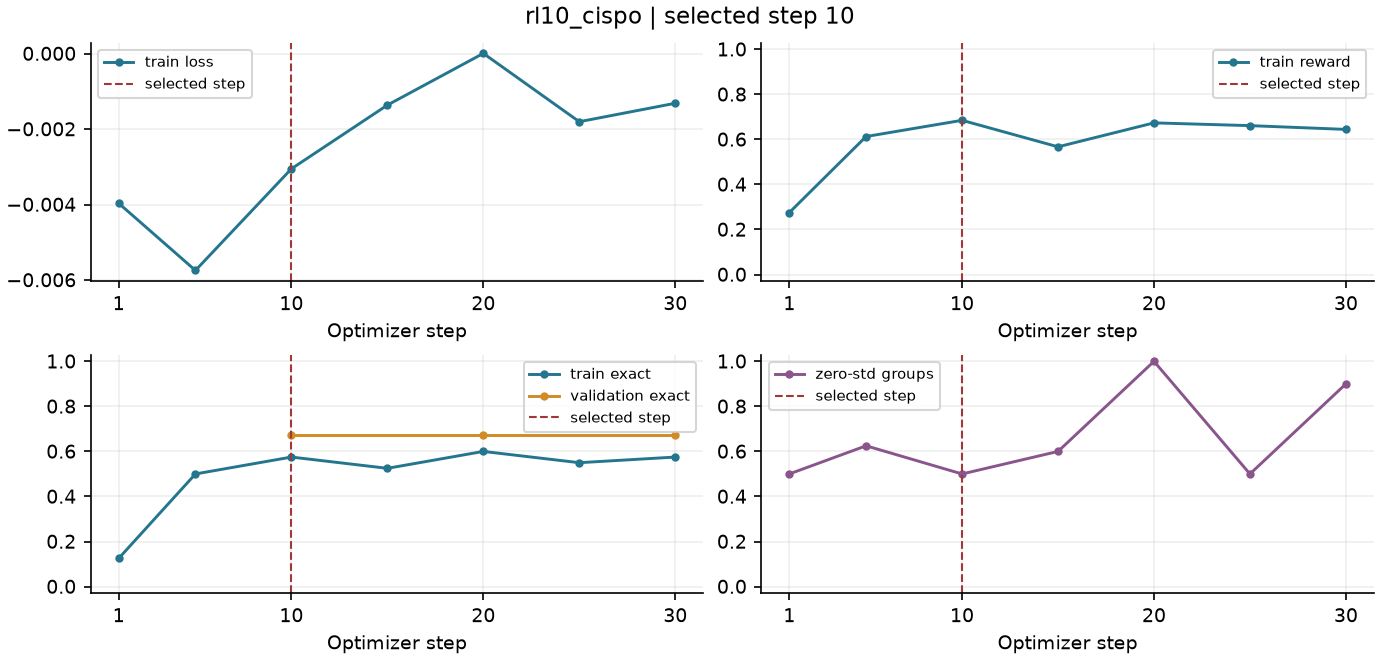 rl10_cispo | selected step 10
0.000
−0.002
−0.004
−0.006
train loss
selected step
1
10
20
30
Optimizer step
1.0
0.8
0.6
0.4
0.2
0.0
train reward
selected step
1
10
20
30
Optimizer step
1.0
0.8
0.6
0.4
0.2
0.0
train exact
validation exact
selected step
1
10
20
30
Optimizer step
1.0
0.8
0.6
0.4
0.2
0.0
zero-std groups
selected step
1
10
20
30
Optimizer step